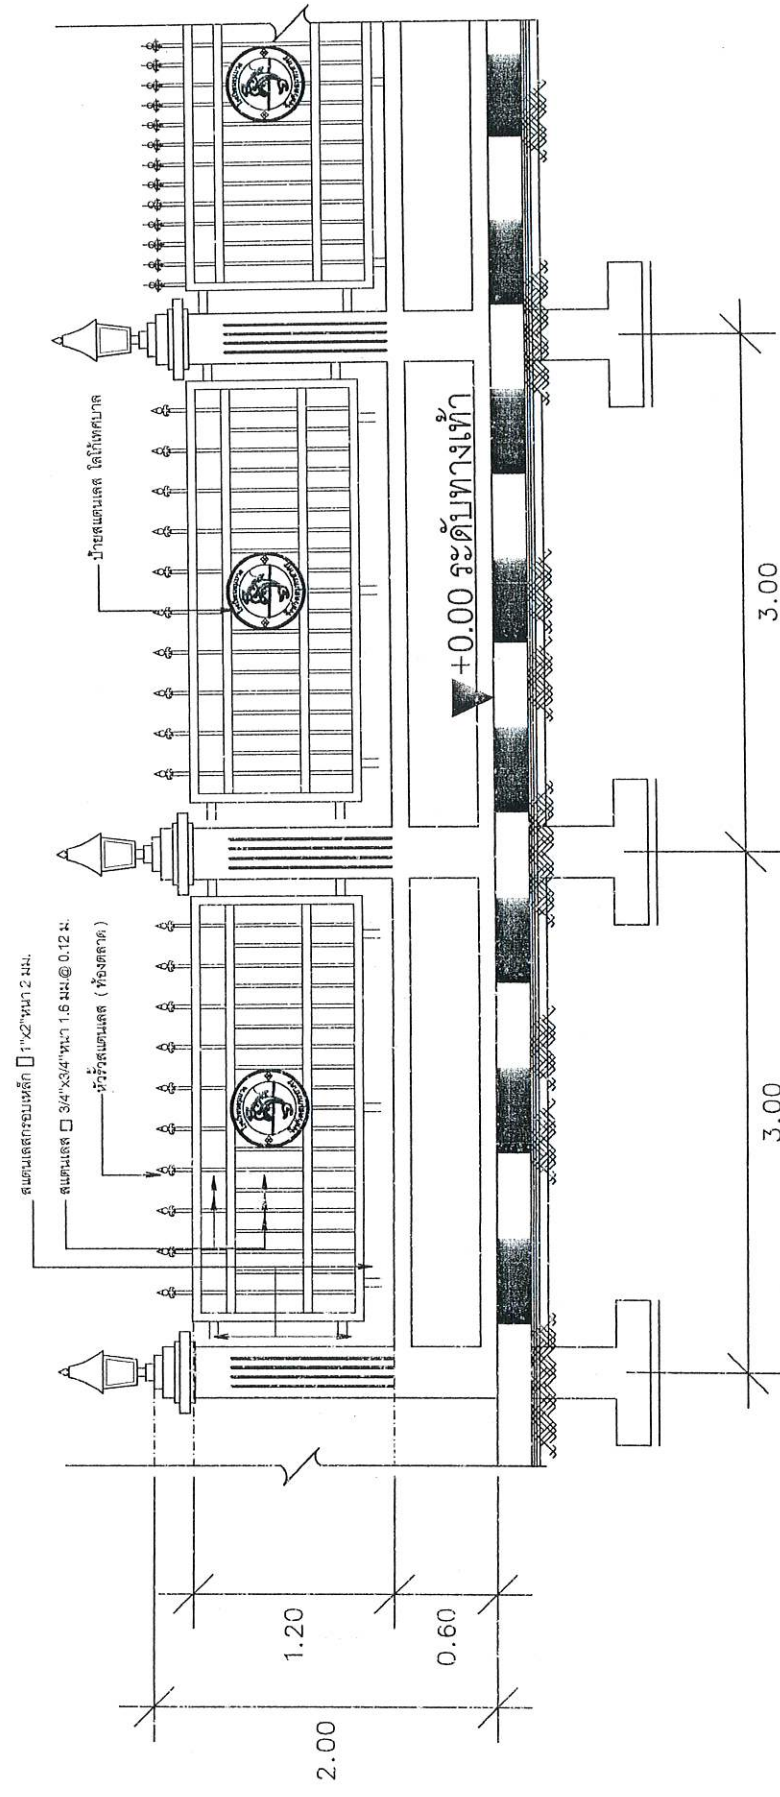 สแตนเลสกรอบเหล็ก 1"x2"หนา 2 มม.
สแตนเลส 3/4"x3/4"หนา 1.6 มม.@ 0.12 ม.
หัวรั้วสแตนเลส ( ท้องตลาด )
ป้ายสแตนเลส โลโก้เทศบาล
+0.00 ระดับทางเท้า
2.00
1.20
0.60
3.00
3.00